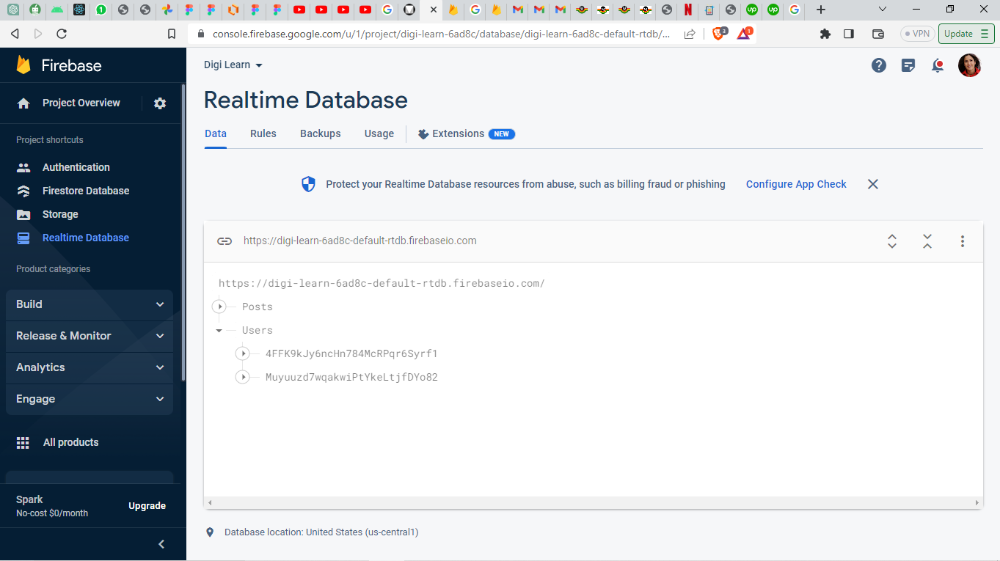 1
up
up
Update
console.firebase.google.com/u/1/project/digi-learn-6ad8c/database/digi-learn-6ad8c-default-rtdb/...
3
1
VPN
Firebase
Project Overview
Project shortcuts
Authentication
Firestore Database
Storage
Realtime Database
Product categories
Build
Release & Monitor
Analytics
Engage
All products
Spark
No-cost $0/month
Upgrade
Digi Learn
Realtime Database
Data
Rules
Backups
Usage
Extensions NEW
Protect your Realtime Database resources from abuse, such as billing fraud or phishing
Configure App Check
https://digi-learn-6ad8c-default-rtdb.firebaseio.com
https://digi-learn-6ad8c-default-rtdb.firebaseio.com/
Posts
Users
4FFK9kJy6ncHn784McRPqr6Syrf1
Muyuuzd7wqakwiPtYkeLtjfDYo82
Database location: United States (us-central1)